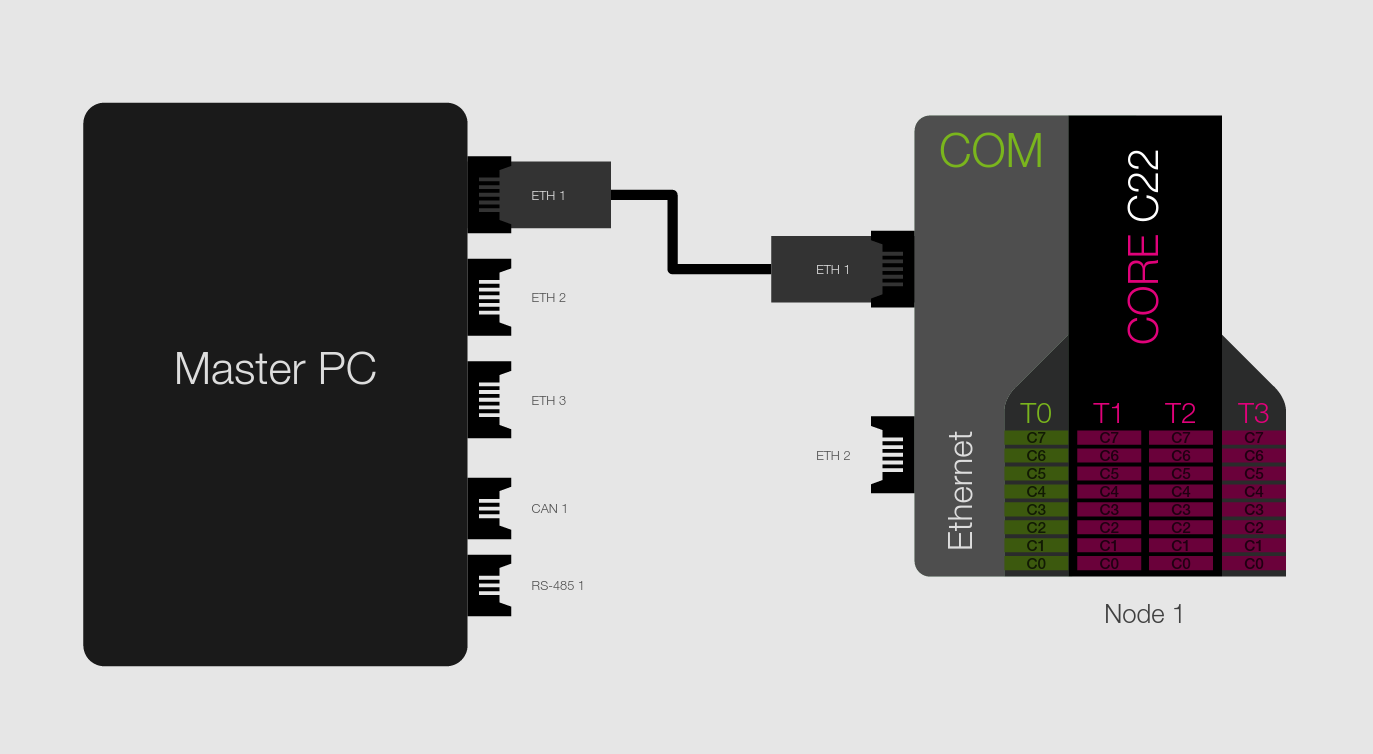 Master PC
ETH 1
ETH 2
ETH 3
CAN 1
RS-485 1
ETH 1
ETH 2
COM
Ethernet
CORE C22
T0 T1 T2 T3
C7 C7 C7 C7
C6 C6 C6 C6
C5 C5 C5 C5
C4 C4 C4 C4
C3 C3 C3 C3
C2 C2 C2 C2
C1 C1 C1 C1
C0 C0 C0 C0
Node 1